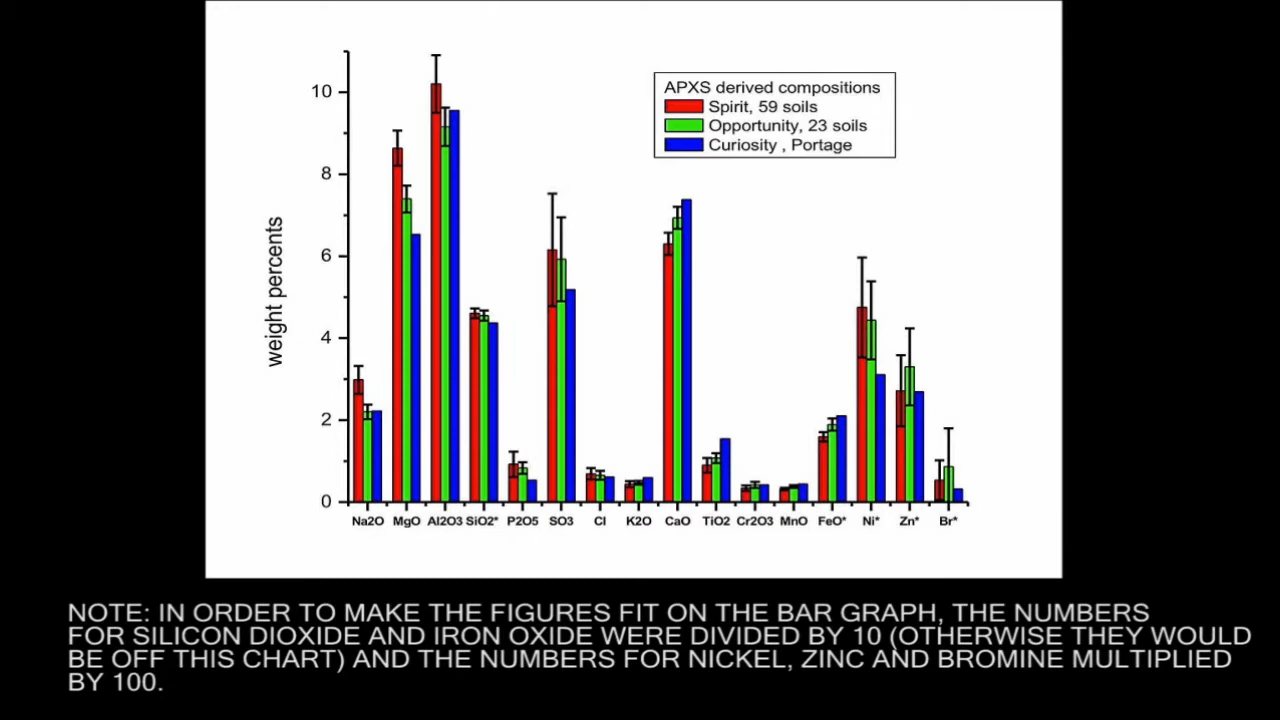 APXS derived compositions
Spirit, 59 soils
Opportunity, 23 soils
Curiosity , Portage
weight percents
10
8
6
4
2
0
Na2O MgO Al2O3 SiO2* P2O5 SO3 Cl K2O CaO TiO2 Cr2O3 MnO FeO* Ni* Zn* Br*
NOTE: IN ORDER TO MAKE THE FIGURES FIT ON THE BAR GRAPH, THE NUMBERS
FOR SILICON DIOXIDE AND IRON OXIDE WERE DIVIDED BY 10 (OTHERWISE THEY WOULD
BE OFF THIS CHART) AND THE NUMBERS FOR NICKEL, ZINC AND BROMINE MULTIPLIED
BY 100.